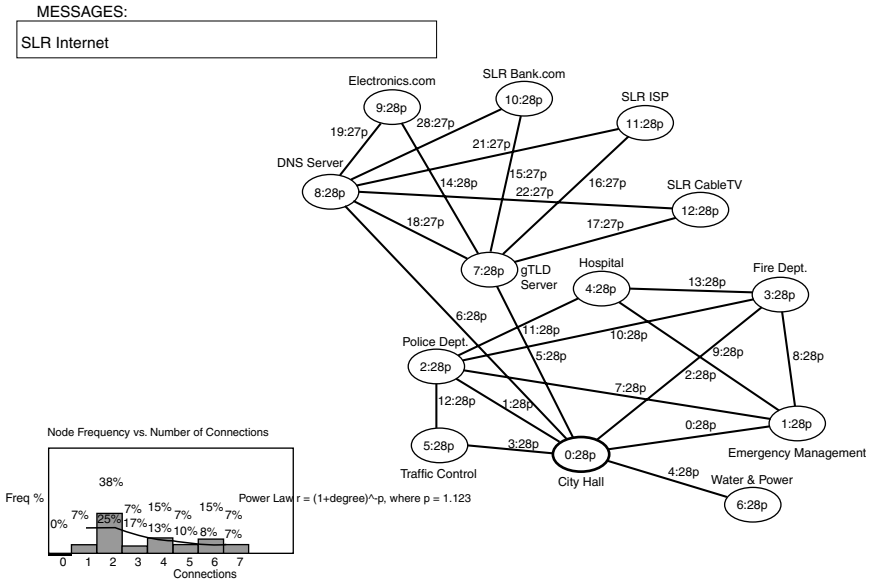 MESSAGES:
SLR Internet
Electronics.com
9:28p
SLR Bank.com
10:28p
SLR ISP
11:28p
19:27p
28:27p
21:27p
DNS Server
8:28p
14:28p
15:27p
22:27p
16:27p
SLR CableTV
12:28p
18:27p
17:27p
7:28p
gTLD
Server
Hospital
4:28p
13:28p
Fire Dept.
3:28p
6:28p
11:28p
10:28p
5:28p
Police Dept.
2:28p
9:28p
8:28p
2:28p
7:28p
12:28p
1:28p
0:28p
1:28p
Emergency Management
5:28p
Traffic Control
3:28p
0:28p
City Hall
4:28p
Water & Power
6:28p
Node Frequency vs. Number of Connections
Freq %
0%
7%
38%
25%
7%
17%
15%
13%
7%
10%
15%
8%
7%
7%
Power Law r = (1+degree)^-p, where p = 1.123
0 1 2 3 4 5 6 7
Connections